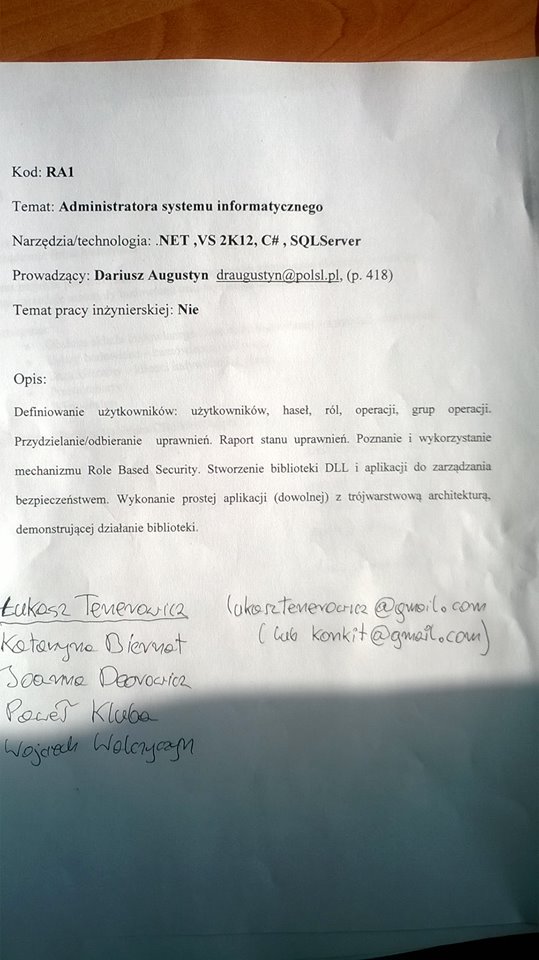 Kod: RA1
Temat: Administratora systemu informatycznego
Narzędzia/technologia: .NET ,VS 2K12, C# , SQLServer
Prowadzący: Dariusz Augustyn draugustyn@polsl.pl, (p. 418)
Temat pracy inżynierskiej: Nie
Opis:
Definiowanie użytkowników: użytkowników, haseł, ról, operacji, grup operacji.
Przydzielanie/odbieranie uprawnień. Raport stanu uprawnień. Poznanie i wykorzystanie
mechanizmu Role Based Security. Stworzenie biblioteki DLL i aplikacji do zarządzania
bezpieczeństwem. Wykonanie prostej aplikacji (dowolnej) z trójwarstwową architekturą,
demonstrującej działanie biblioteki.
Łukasz Tenerowicz lukasztenerowicz@gmail.com
Katarzyna Biernat (lub konkit@gmail.com)
Joanna
Paweł Kluba
Wojciech